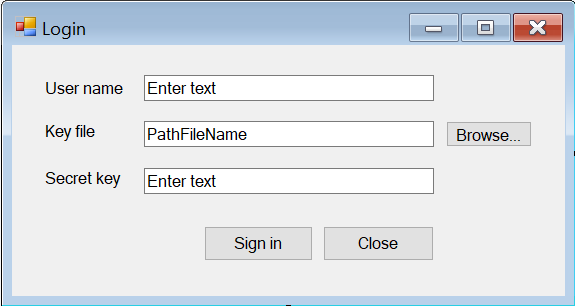 Login
User name Enter text
Key file PathFileName Browse...
Secret key Enter text
Sign in Close